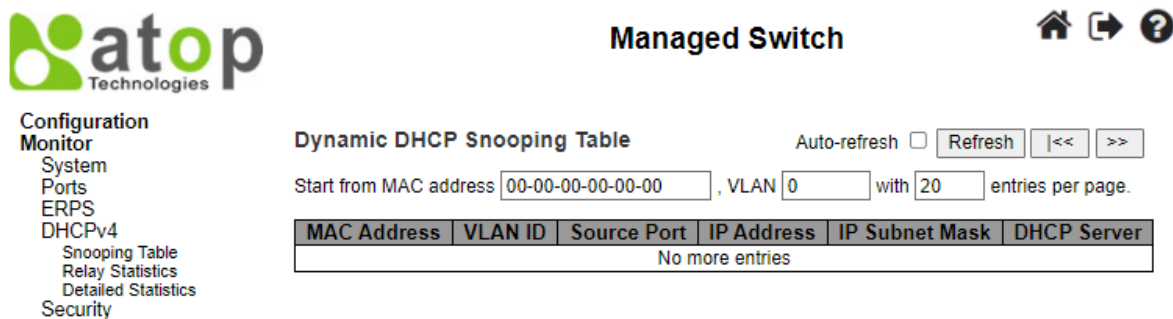 atop
Technologies
Managed Switch
Configuration
Monitor
System
Ports
ERPS
DHCPv4
Snooping Table
Relay Statistics
Detailed Statistics
Security
Dynamic DHCP Snooping Table Auto-refresh Refresh |<< >>
Start from MAC address 00-00-00-00-00-00 , VLAN 0 with 20 entries per page.
MAC Address VLAN ID Source Port IP Address IP Subnet Mask DHCP Server
No more entries